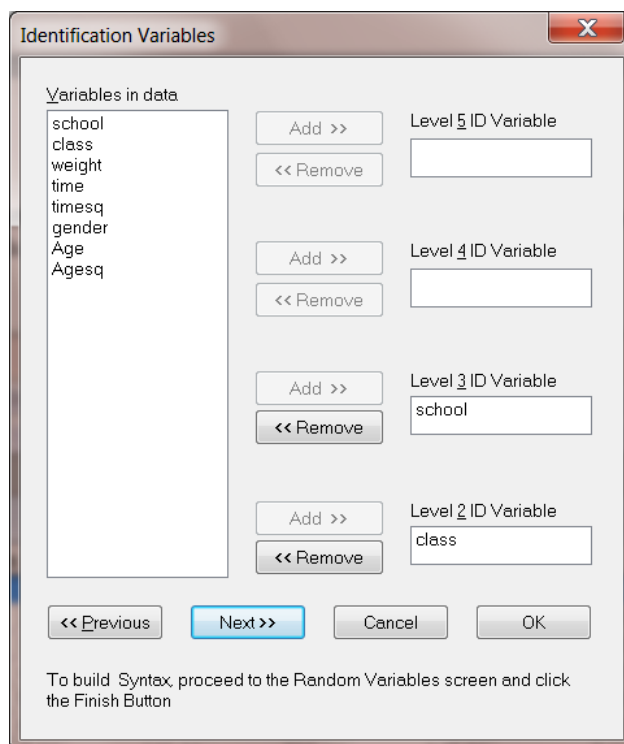 Identification Variables
X
Variables in data
school
class
weight
time
timesq
gender
Age
Agesq
Add >>
<< Remove
Level 5 ID Variable
Add >>
<< Remove
Level 4 ID Variable
Add >>
<< Remove
Level 3 ID Variable
school
Add >>
<< Remove
Level 2 ID Variable
class
<< Previous
Next >>
Cancel
OK
To build Syntax, proceed to the Random Variables screen and click
the Finish Button